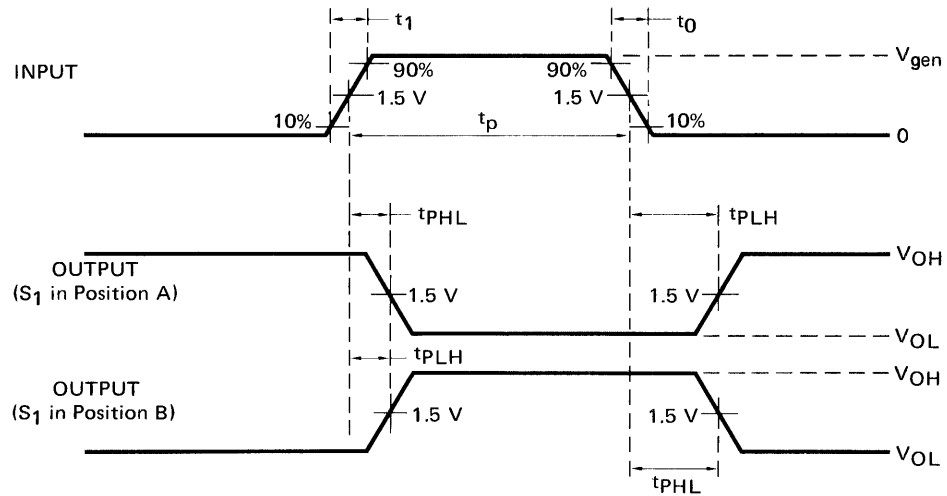 t1 t0
Vgen
INPUT 90% 90%
1.5 V 1.5 V
10% tp 10%
0
tPHL tPLH
VOH
OUTPUT
(S1 in Position A)
1.5 V 1.5 V
VOL
tPLH
VOH
OUTPUT
(S1 in Position B)
1.5 V 1.5 V
VOL
tPHL